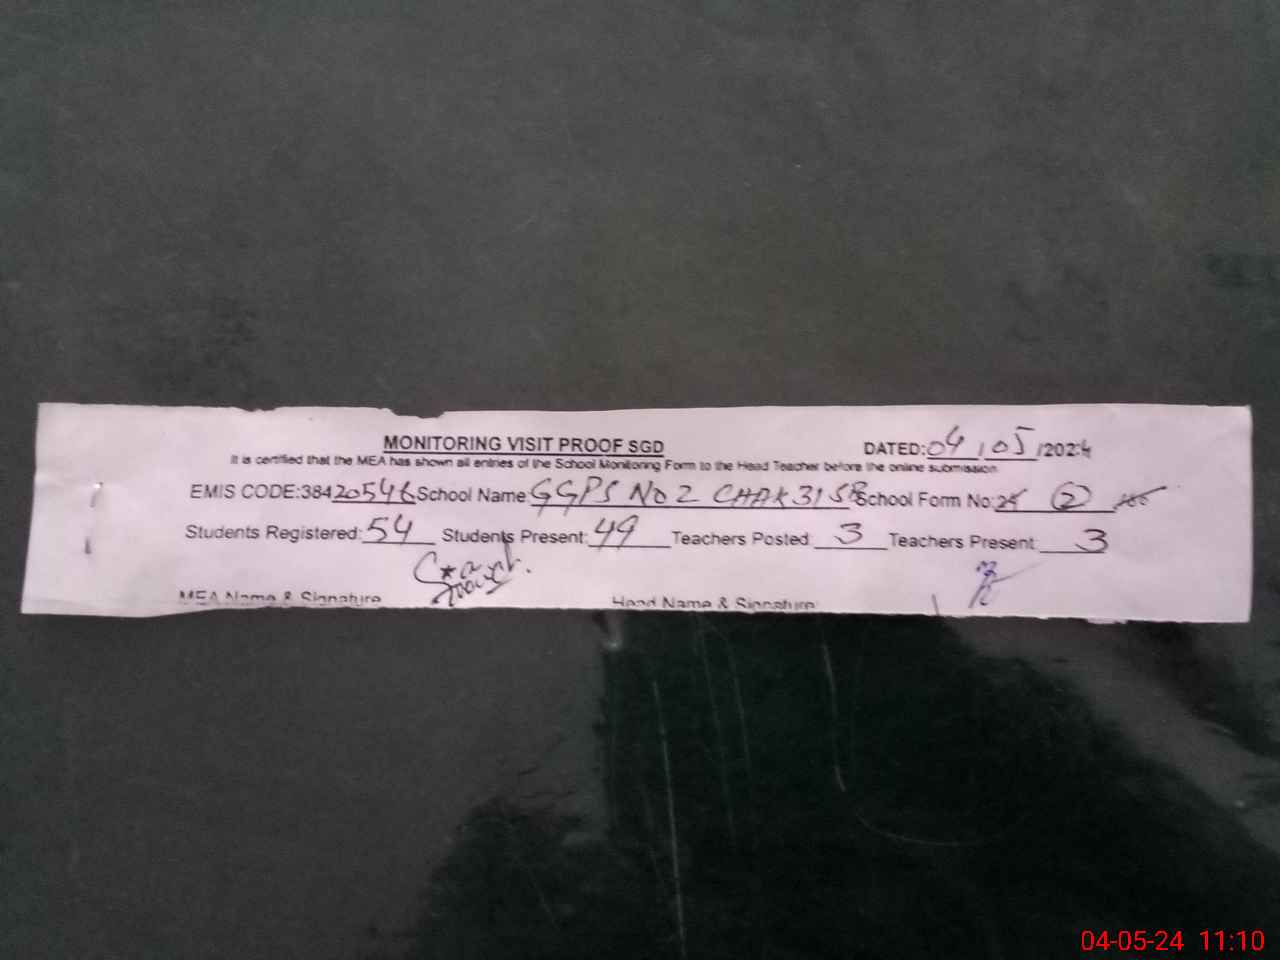 MONITORING VISIT PROOF SGD DATED:04/05/2024
It is certified that the MEA has shown all entries of the School Monitoring Form to the Head Teacher before the online submission
EMIS CODE:38420546 School Name: GGPS NO 2 CHAK 31 SB School Form No: 2
Students Registered: 54 Students Present: 49 Teachers Posted: 3 Teachers Present: 3
MEA Name & Signature Head Name & Signature:
04-05-24 11:10